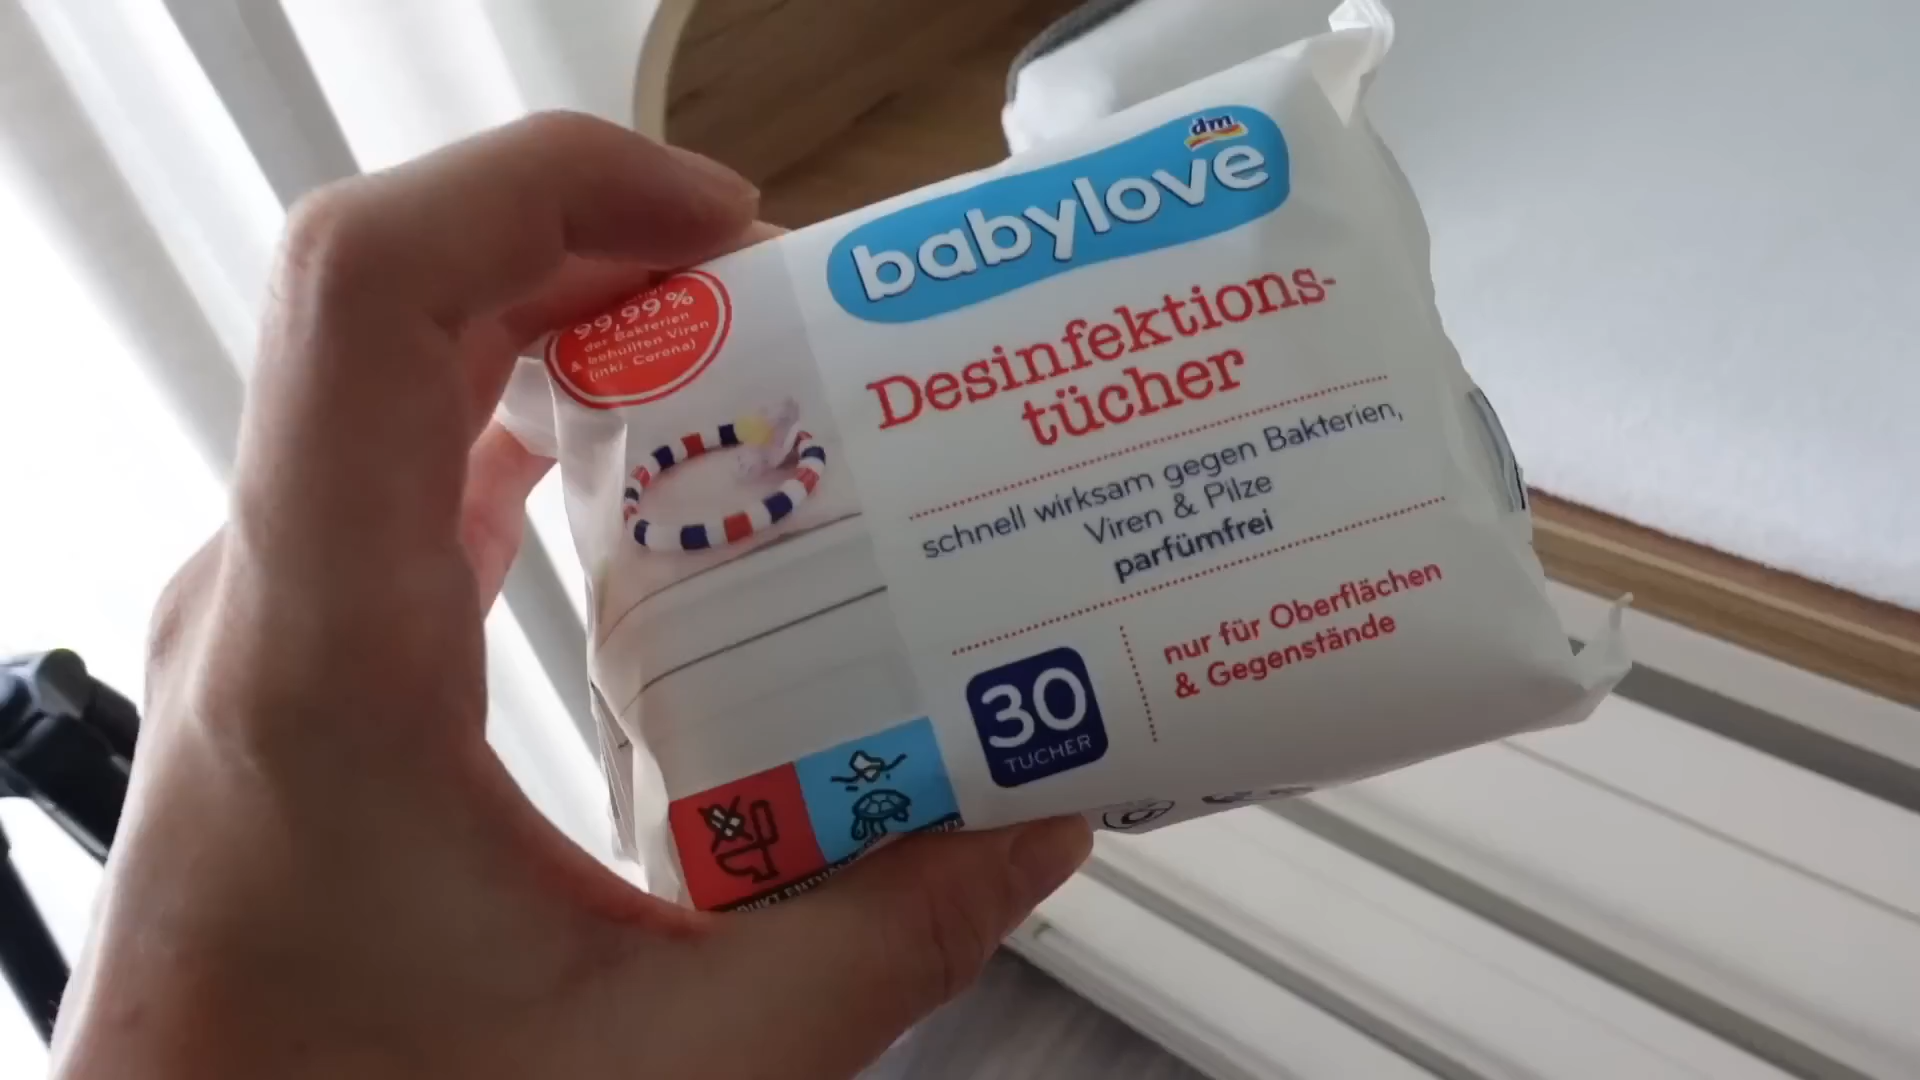 dm
babylove
Desinfektions-
tücher
schnell wirksam gegen Bakterien,
Viren & Pilze
parfümfrei
30
TÜCHER
nur für Oberflächen
& Gegenstände
99,99 %
der Bakterien
& behüllten Viren
(inkl. Corona)